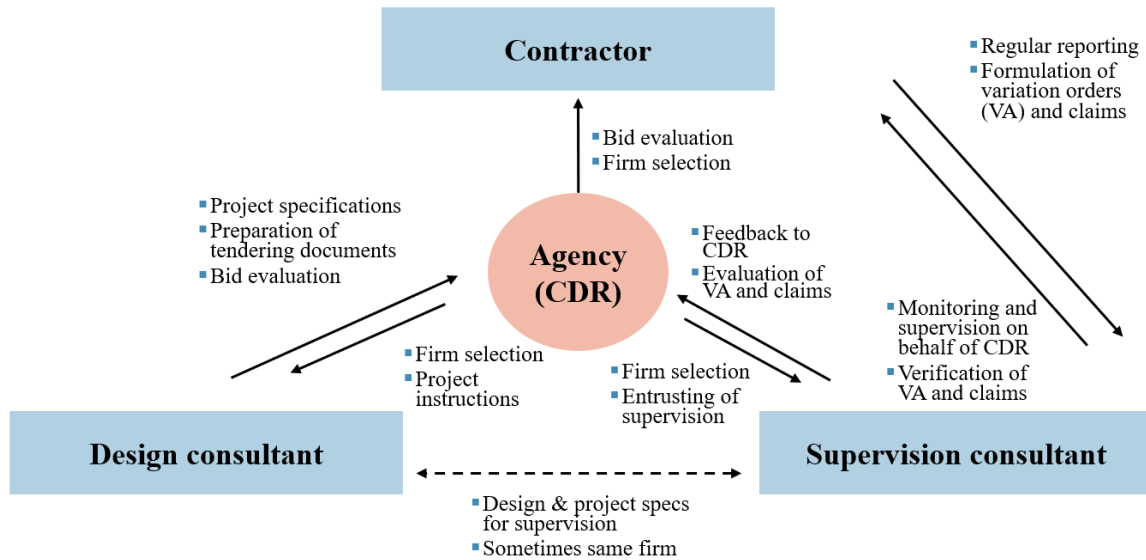 Contractor
▪ Regular reporting
▪ Formulation of
variation orders
(VA) and claims
▪ Bid evaluation
▪ Firm selection
▪ Project specifications
▪ Preparation of
tendering documents
▪ Bid evaluation
Agency
(CDR)
▪ Feedback to
CDR
▪ Evaluation of
VA and claims
▪ Monitoring and
supervision on
behalf of CDR
▪ Verification of
VA and claims
▪ Firm selection
▪ Project
instructions
▪ Firm selection
▪ Entrusting of
supervision
Design consultant
Supervision consultant
▪ Design & project specs
for supervision
▪ Sometimes same firm